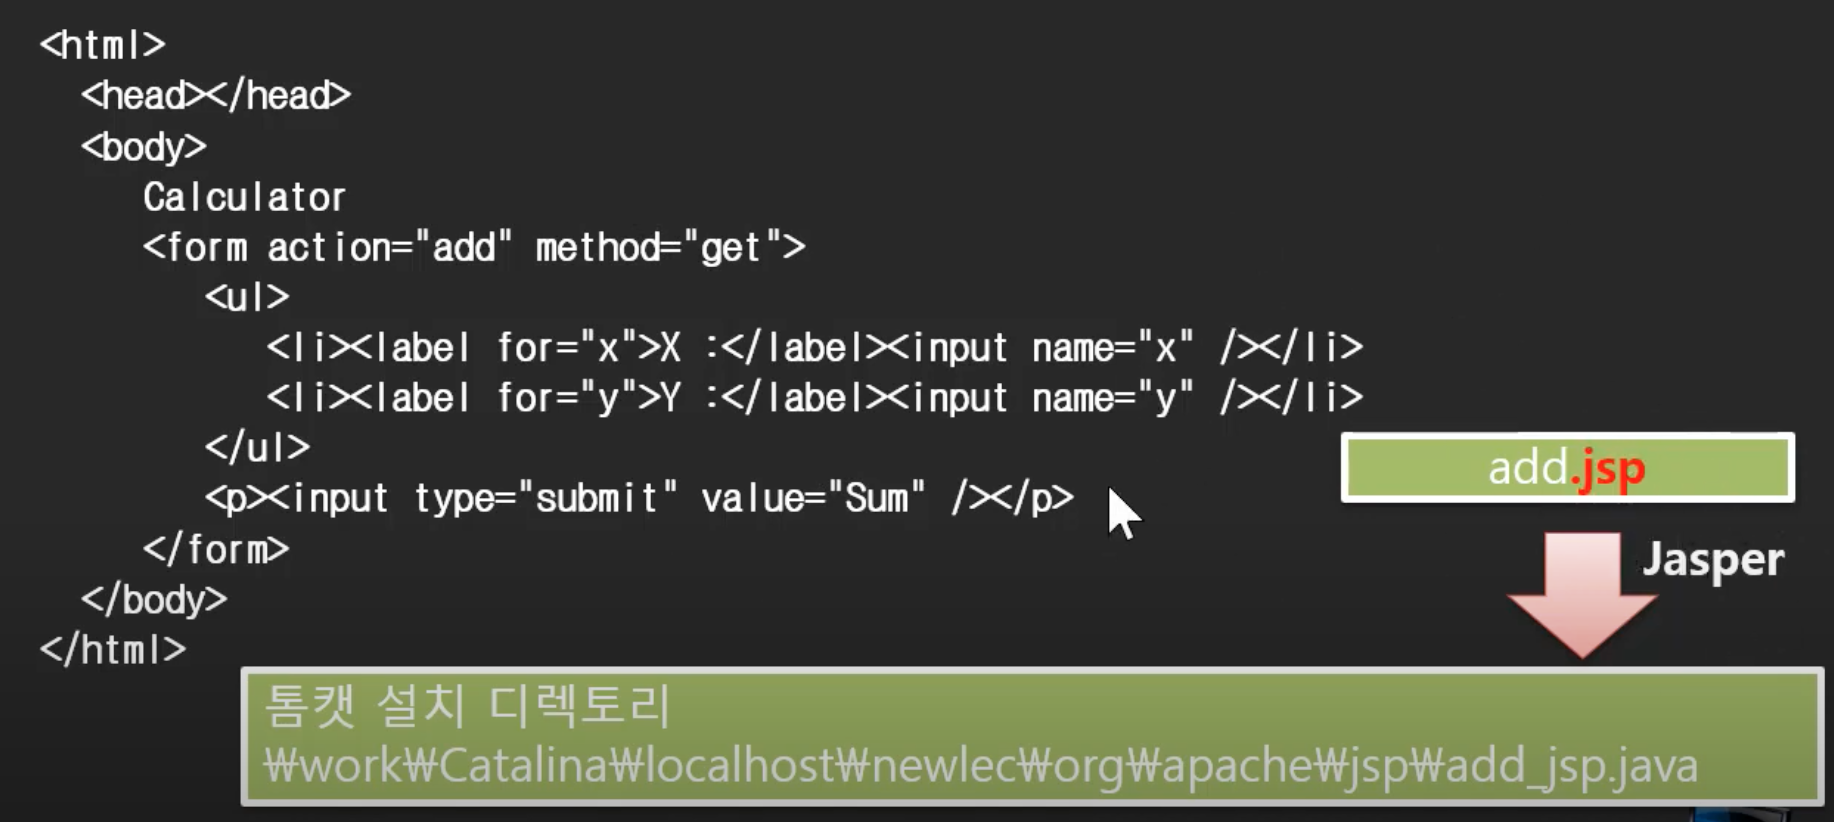 <html>
<head></head>
<body>
Calculator
<form action="add" method="get">
<ul>
<li><label for="x">X :</label><input name="x" /></li>
<li><label for="y">Y :</label><input name="y" /></li>
</ul>
<p><input type="submit" value="Sum" /></p>
</form>
</body>
</html>
add.jsp
Jasper
톰캣 설치 디렉토리
₩work₩Catalina₩localhost₩newlec₩org₩apache₩jsp₩add_jsp.java